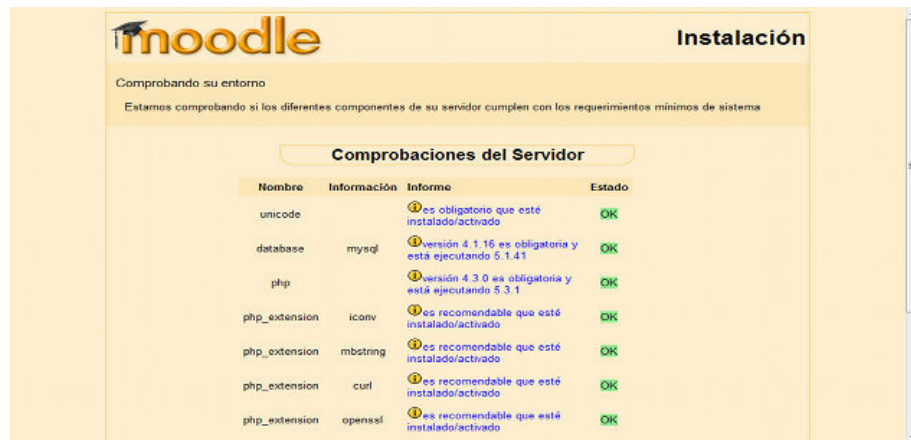 moodle
Instalación
Comprobando su entorno
Estamos comprobando si los diferentes componentes de su servidor cumplen con los requerimientos mínimos de sistema
Comprobaciones del Servidor
Nombre Información Informe Estado
unicode es obligatorio que esté instalado/activado OK
database mysql versión 4.1.16 es obligatoria y está ejecutando 5.1.41 OK
php versión 4.3.0 es obligatoria y está ejecutando 5.3.1 OK
php_extension iconv es recomendable que esté instalado/activado OK
php_extension mbstring es recomendable que esté instalado/activado OK
php_extension curl es recomendable que esté instalado/activado OK
php_extension openssl es recomendable que esté instalado/activado OK